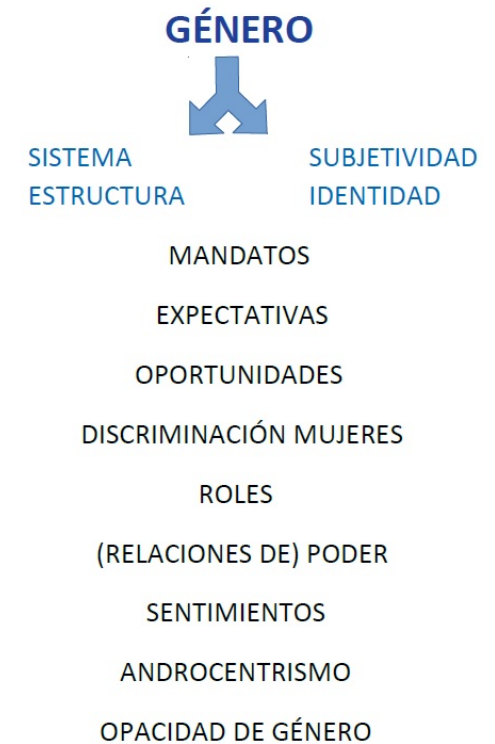 GÉNERO
SISTEMA
ESTRUCTURA
SUBJETIVIDAD
IDENTIDAD
MANDATOS
EXPECTATIVAS
OPORTUNIDADES
DISCRIMINACIÓN MUJERES
ROLES
(RELACIONES DE) PODER
SENTIMIENTOS
ANDROCENTRISMO
OPACIDAD DE GÉNERO